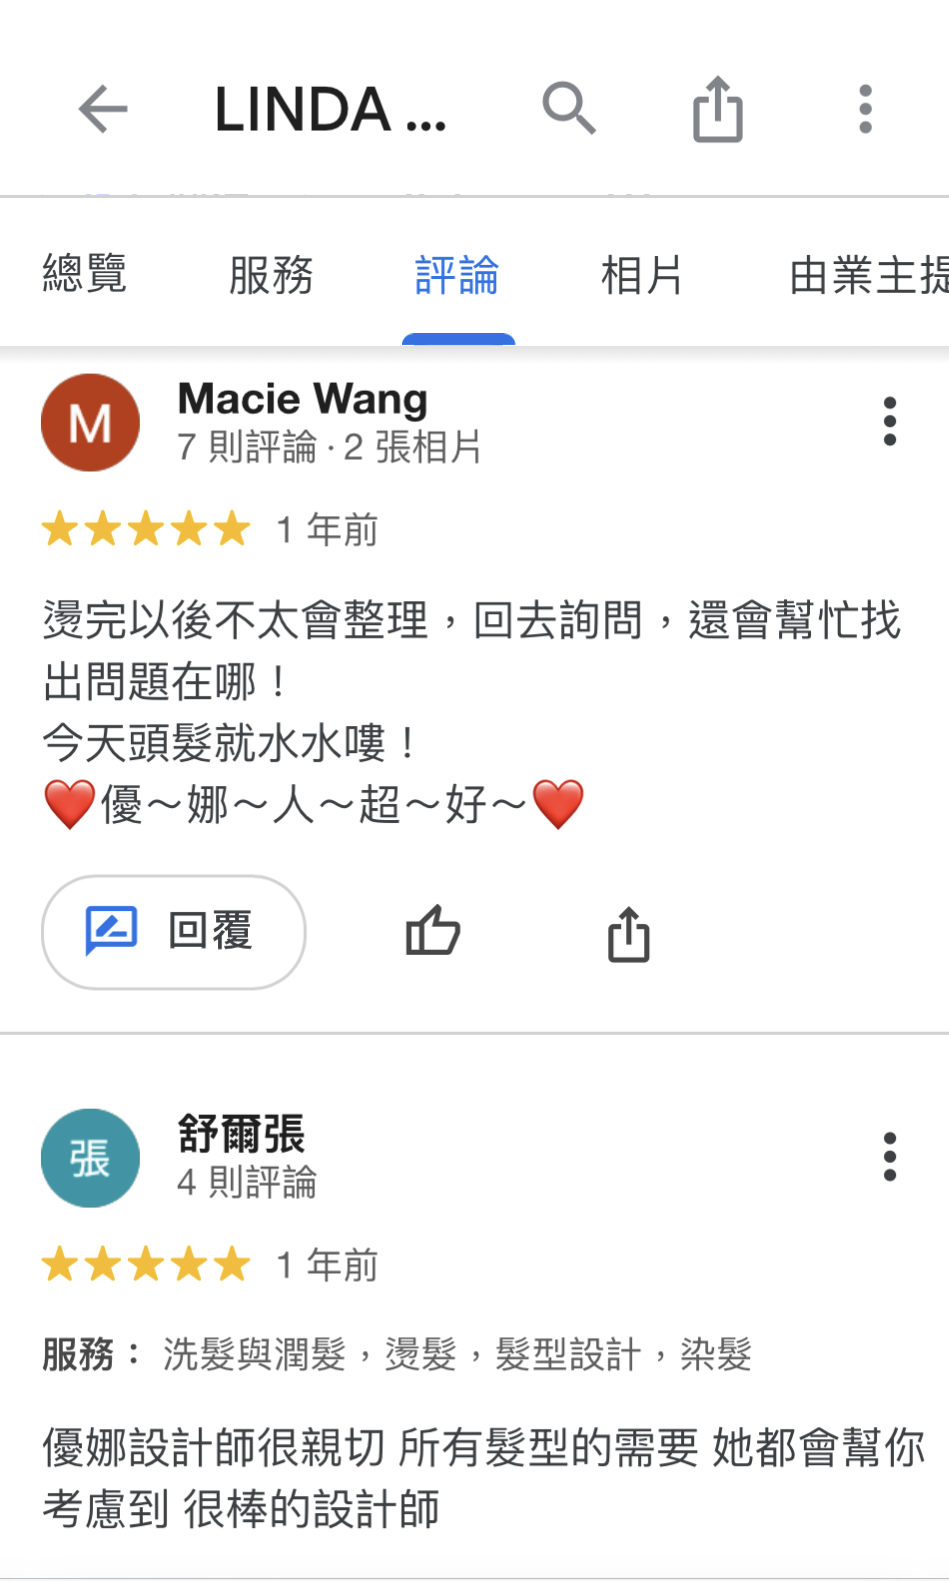 LINDA ...
總覽 服務 評論 相片 由業主提
M
Macie Wang
7 則評論 · 2 張相片
1 年前
燙完以後不太會整理，回去詢問，還會幫忙找
出問題在哪！
今天頭髮就水水嘍！
❤️優～娜～人～超～好～❤️
回覆
張
舒爾張
4 則評論
1 年前
服務： 洗髮與潤髮，燙髮，髮型設計，染髮
優娜設計師很親切 所有髮型的需要 她都會幫你
考慮到 很棒的設計師